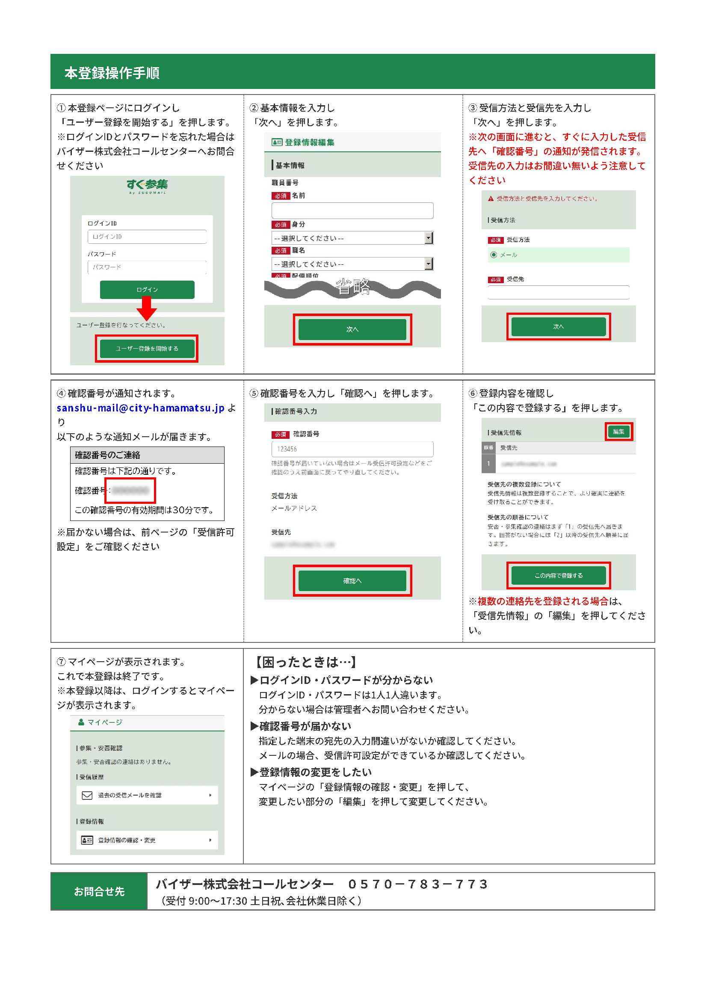 本登録操作手順
① 本登録ページにログインし
「ユーザー登録を開始する」を押します。
※ログインIDとパスワードを忘れた場合は
バイザー株式会社コールセンターへお問合
せください
すぐ参集
by SUGUMAIL
ログインID
ログインID
パスワード
パスワード
ログイン
ユーザー登録を行なってください。
ユーザー登録を開始する
② 基本情報を入力し
「次へ」を押します。
登録情報編集
基本情報
職員番号
必須 名前
必須 身分
-- 選択してください --
必須 職名
-- 選択してください --
必須 配備順位
省略
次へ
③ 受信方法と受信先を入力し
「次へ」を押します。
※次の画面に進むと、すぐに入力した受信
先へ「確認番号」の通知が発信されます。
受信先の入力はお間違い無いよう注意して
ください
受信方法と受信先を入力してください。
受信方法
必須 受信方法
メール
必須 受信先
次へ
④ 確認番号が通知されます。
sanshu-mail@city-hamamatsu.jp よ
り
以下のような通知メールが届きます。
確認番号のご連絡
確認番号は下記の通りです。
確認番号:
この確認番号の有効期間は30分です。
※届かない場合は、前ページの「受信許可
設定」をご確認ください
⑤ 確認番号を入力し「確認へ」を押します。
確認番号入力
必須 確認番号
123456
確認番号が届いていない場合はメール受信許可設定などをご
確認のうえ前画面に戻ってやり直してください。
受信方法
メールアドレス
受信先
確認へ
⑥ 登録内容を確認し
「この内容で登録する」を押します。
受信先情報
編集
順番 受信先
1
受信先の複数登録について
受信先情報は複数登録することで、より確実に連絡を
受け取ることができます。
受信先の順番について
安否・参集確認の連絡はまず「1」の受信先へ届きま
す。回答がない場合には「2」以降の受信先へ順番に届
きます。
この内容で登録する
※複数の連絡先を登録される場合は、
「受信先情報」の「編集」を押してくださ
い。
⑦ マイページが表示されます。
これで本登録は終了です。
※本登録以降は、ログインするとマイペー
ジが表示されます。
マイページ
参集・安否確認
参集・安否確認の連絡はありません。
受信履歴
過去の受信メールを確認
登録情報
登録情報の確認・変更
【困ったときは…】
▶ログインID・パスワードが分からない
ログインID・パスワードは1人1人違います。
分からない場合は管理者へお問い合わせください。
▶確認番号が届かない
指定した端末の宛先の入力間違いがないか確認してください。
メールの場合、受信許可設定ができているか確認してください。
▶登録情報の変更をしたい
マイページの「登録情報の確認・変更」を押して、
変更したい部分の「編集」を押して変更してください。
お問合せ先
バイザー株式会社コールセンター　０５７０－７８３－７７３
（受付 9:00～17:30 土日祝、会社休業日除く）